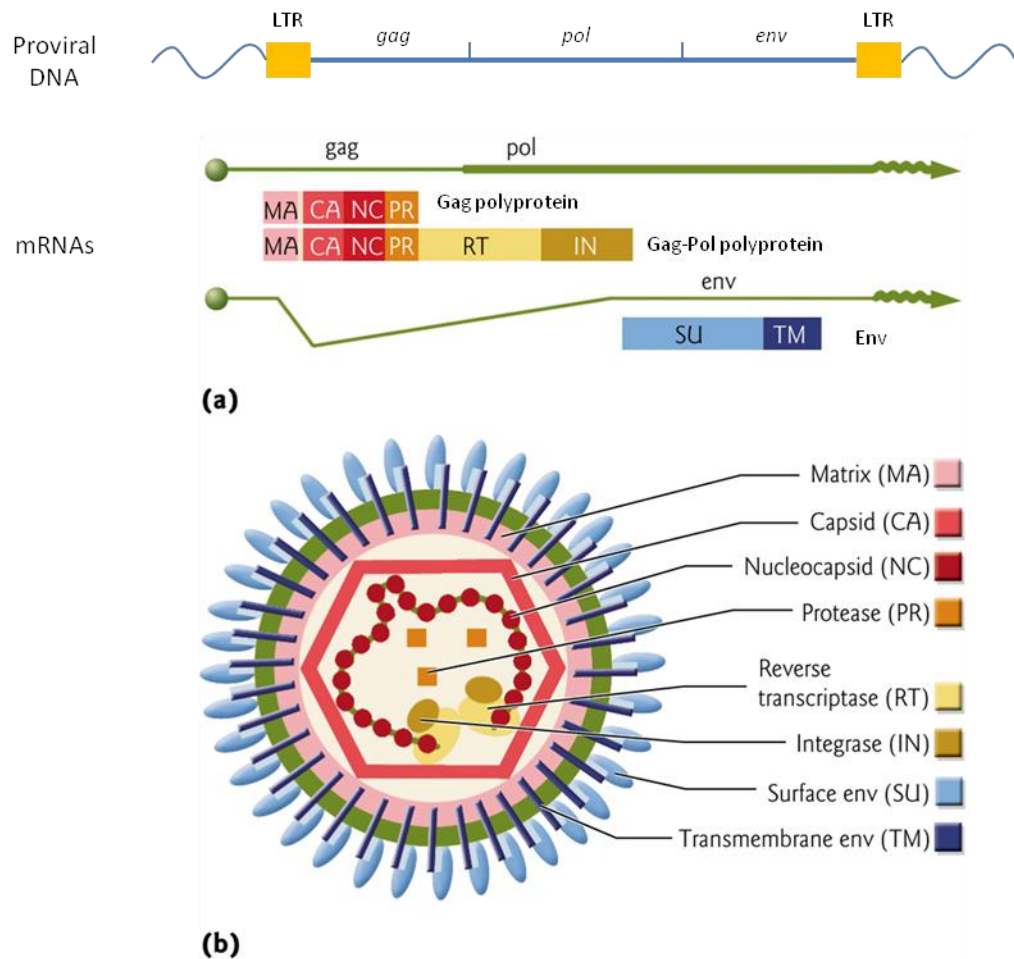 Proviral
DNA
LTR
gag
pol
env
LTR
mRNAs
gag
pol
MA CA NC PR
Gag polyprotein
MA CA NC PR RT IN
Gag-Pol polyprotein
env
SU TM
Env
(a)
Matrix (MA)
Capsid (CA)
Nucleocapsid (NC)
Protease (PR)
Reverse
transcriptase (RT)
Integrase (IN)
Surface env (SU)
Transmembrane env (TM)
(b)